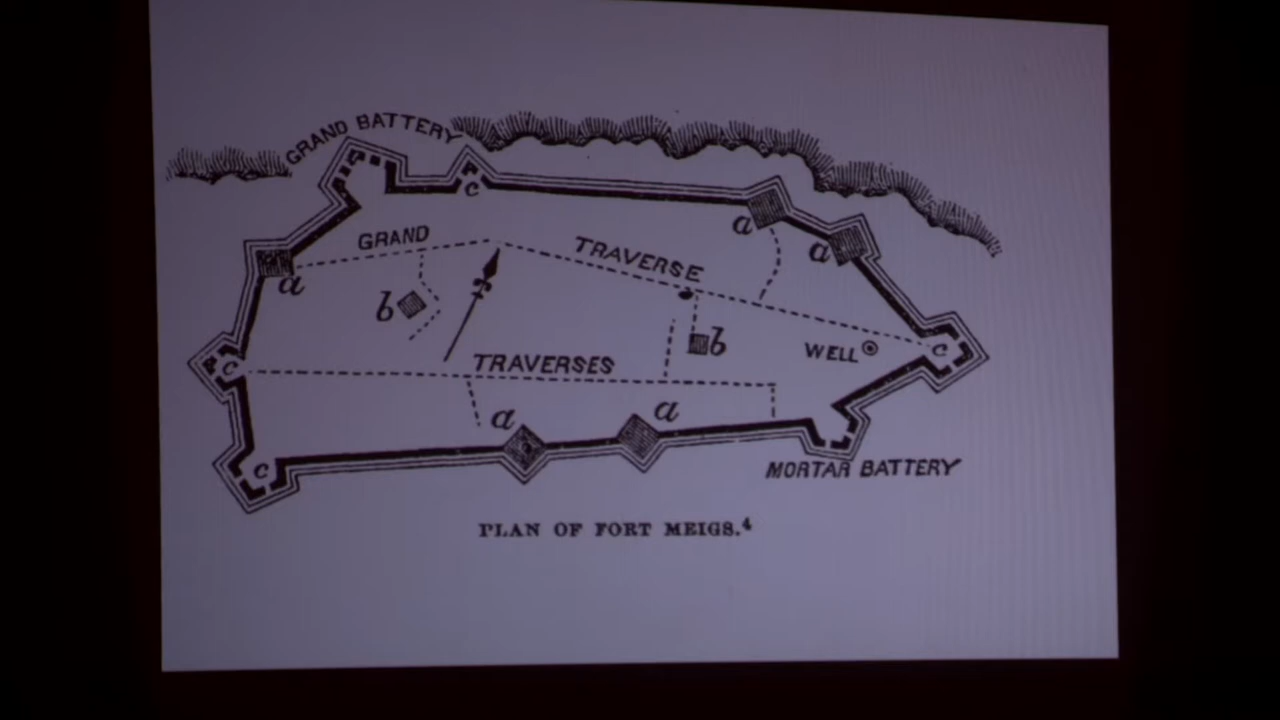 GRAND BATTERY
c
a
a
GRAND
TRAVERSE
a
b
b
WELL
c
c
TRAVERSES
a
a
c
MORTAR BATTERY
PLAN OF FORT MEIGS.⁴